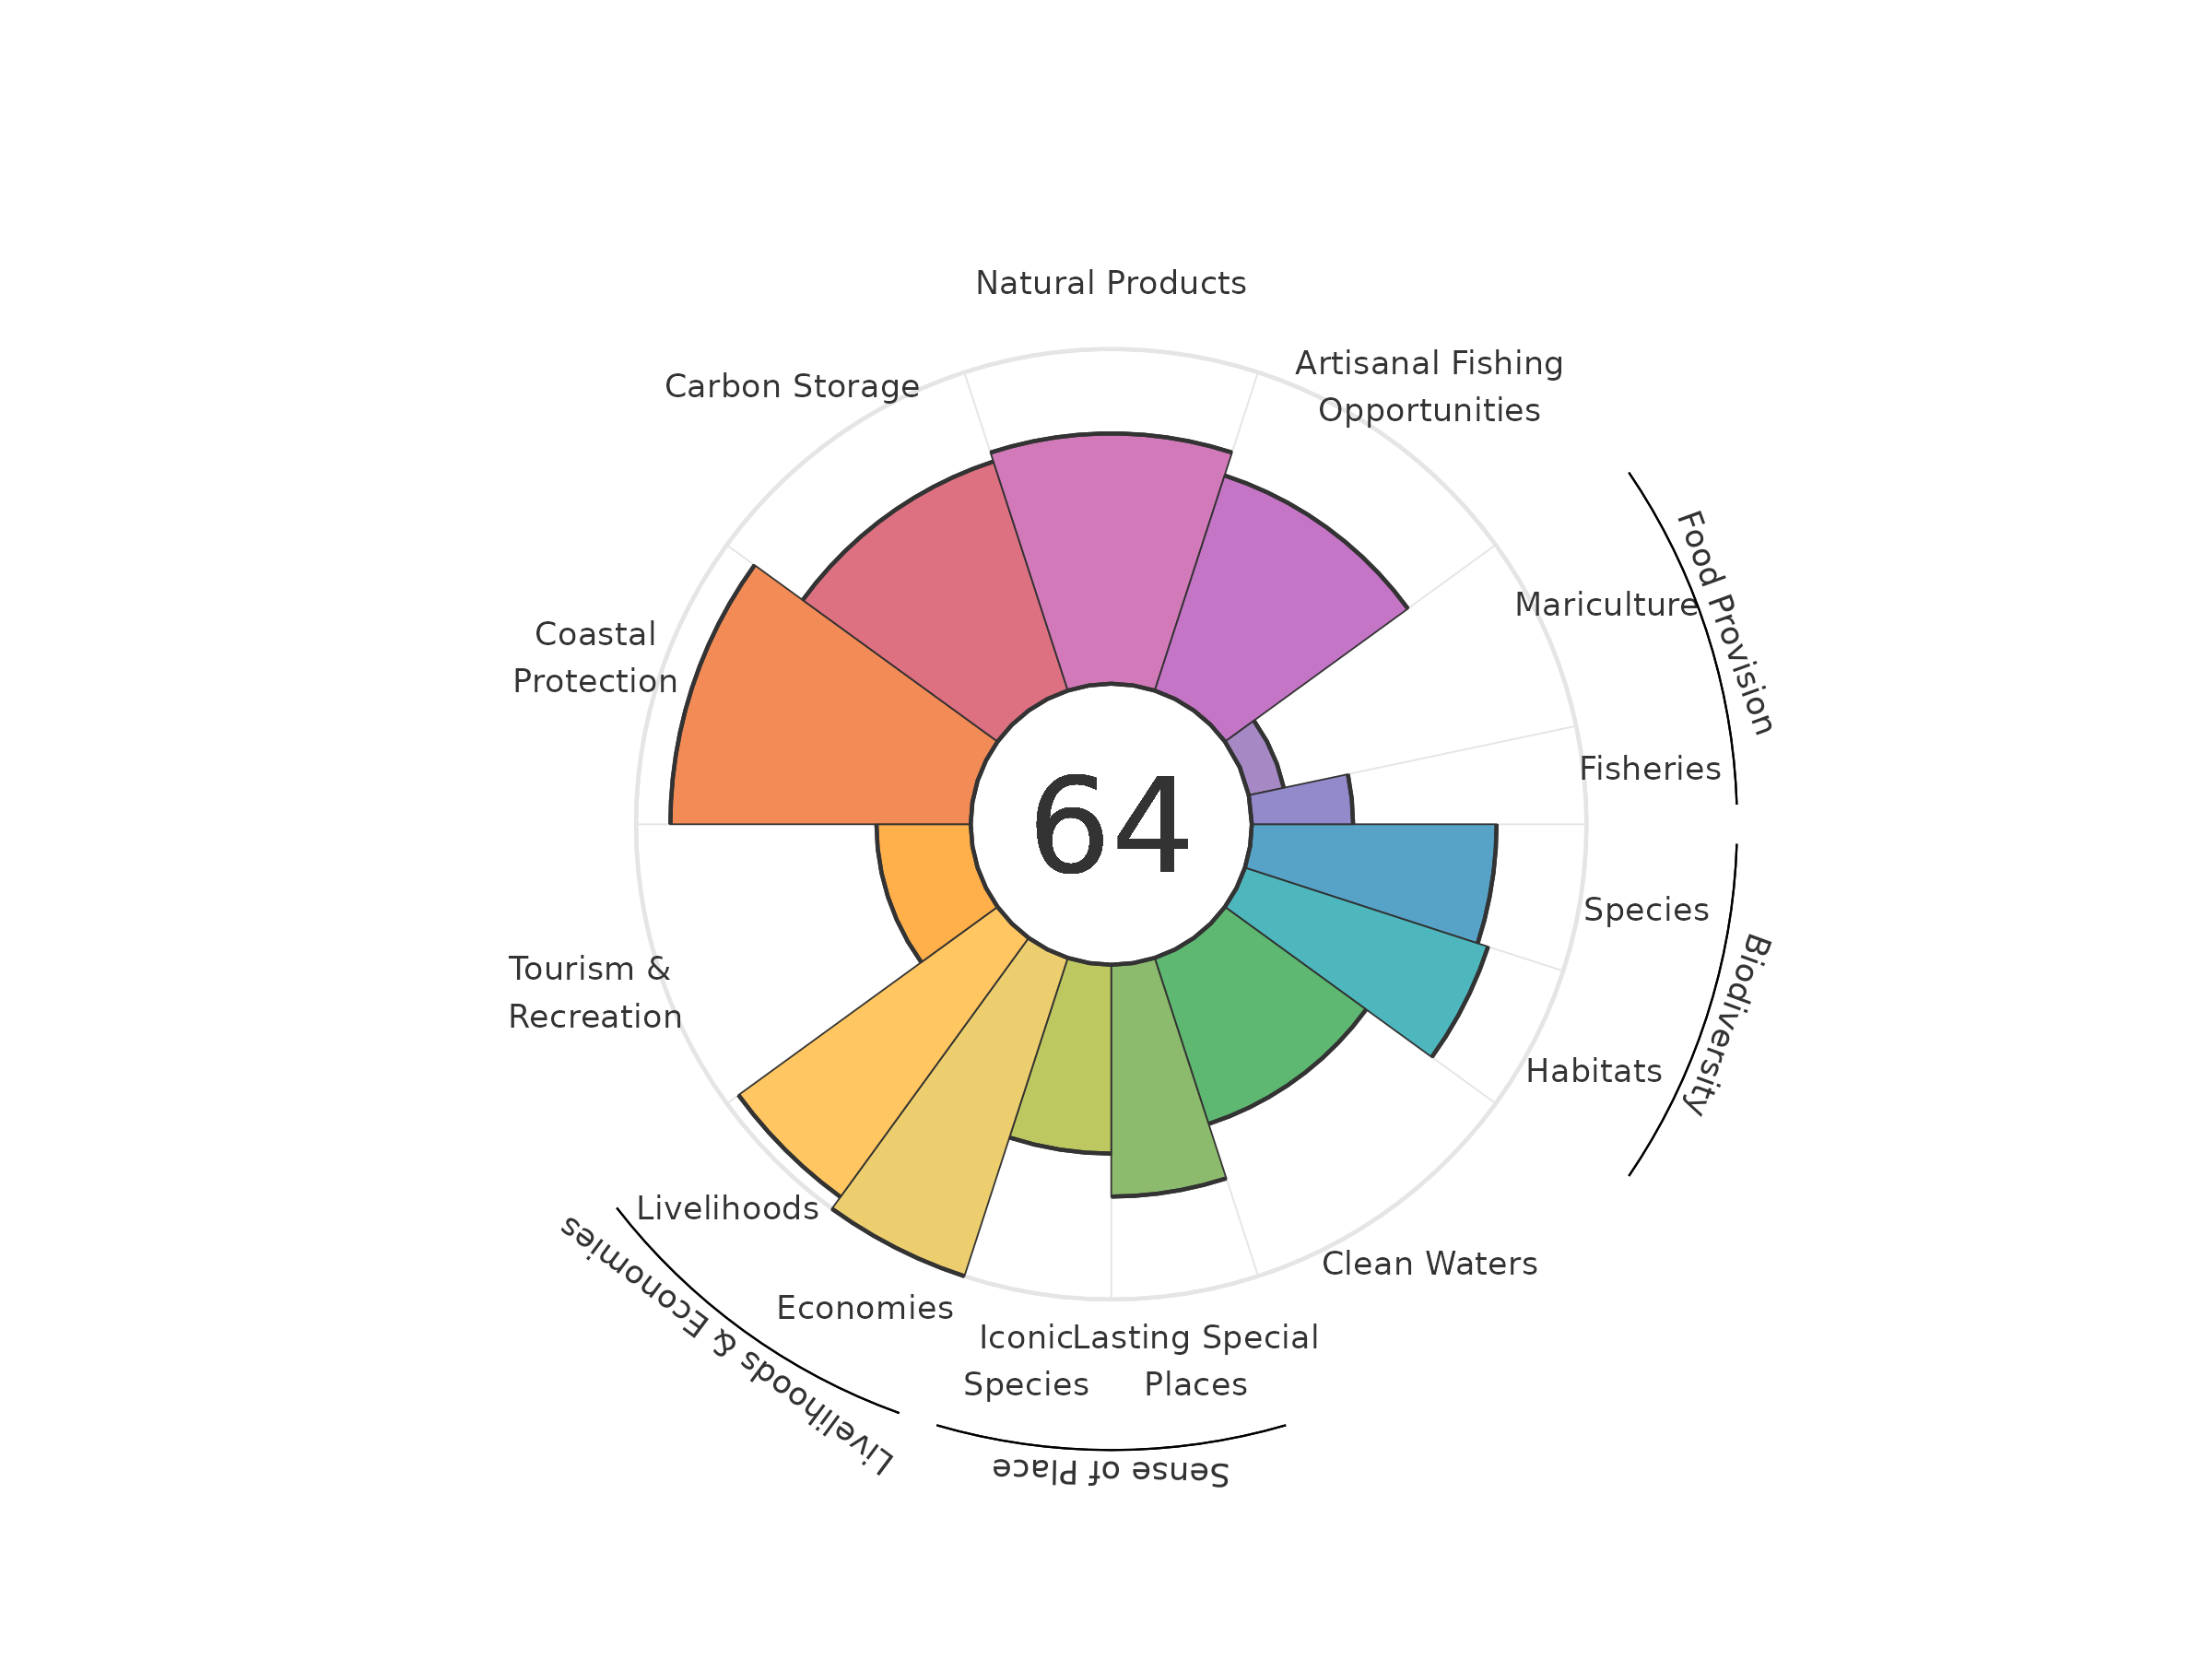 Natural Products
Carbon Storage
Artisanal Fishing
Opportunities
Food Provision
Mariculture
Coastal
Protection
Fisheries
64
Species
Biodiversity
Tourism &
Recreation
Habitats
Livelihoods
Clean Waters
Economies
Livelihoods & Economies
Iconic
Species
Lasting Special
Places
Sense of Place